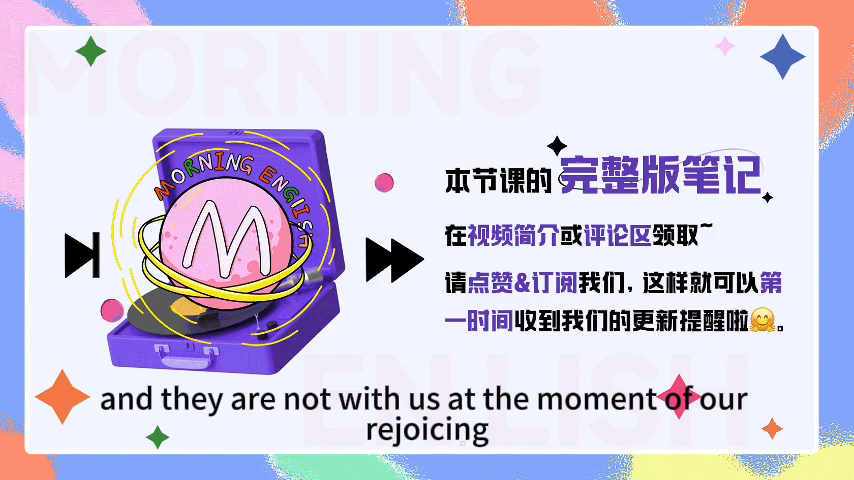 MORNING
MORNING ENGLISH
M
本节课的 完整版笔记
在视频简介或评论区领取~
请点赞&订阅我们, 这样就可以第
一时间收到我们的更新提醒啦🤗。
EN LISH
and they are not with us at the moment of our
rejoicing